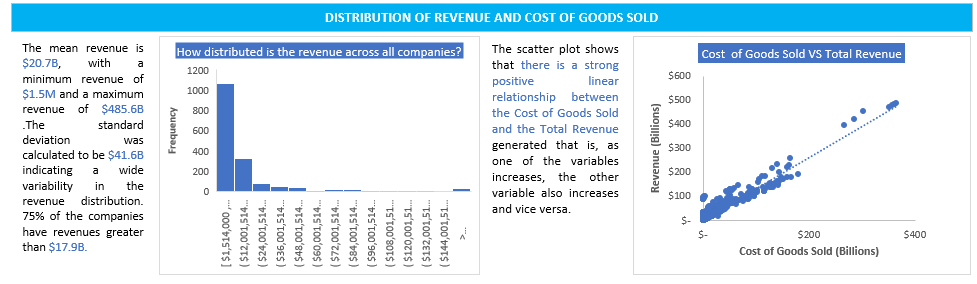 DISTRIBUTION OF REVENUE AND COST OF GOODS SOLD
The mean revenue is
$20.7B, with a
minimum revenue of
$1.5M and a maximum
revenue of $485.6B
.The standard
deviation was
calculated to be $41.6B
indicating a wide
variability in the
revenue distribution.
75% of the companies
have revenues greater
than $17.9B.
How distributed is the revenue across all companies?
Frequency
1200
1000
800
600
400
200
0
[ $1,514,000 ,...
( $12,001,514...
( $24,001,514...
( $36,001,514...
( $48,001,514...
( $60,001,514...
( $72,001,514...
( $84,001,514...
( $96,001,514...
( $108,001,51...
( $120,001,51...
( $132,001,51...
( $144,001,51...
>...
The scatter plot shows
that there is a strong
positive linear
relationship between
the Cost of Goods Sold
and the Total Revenue
generated that is, as
one of the variables
increases, the other
variable also increases
and vice versa.
Cost of Goods Sold VS Total Revenue
Revenue (Billions)
$600
$500
$400
$300
$200
$100
$-
$- $200 $400
Cost of Goods Sold (Billions)